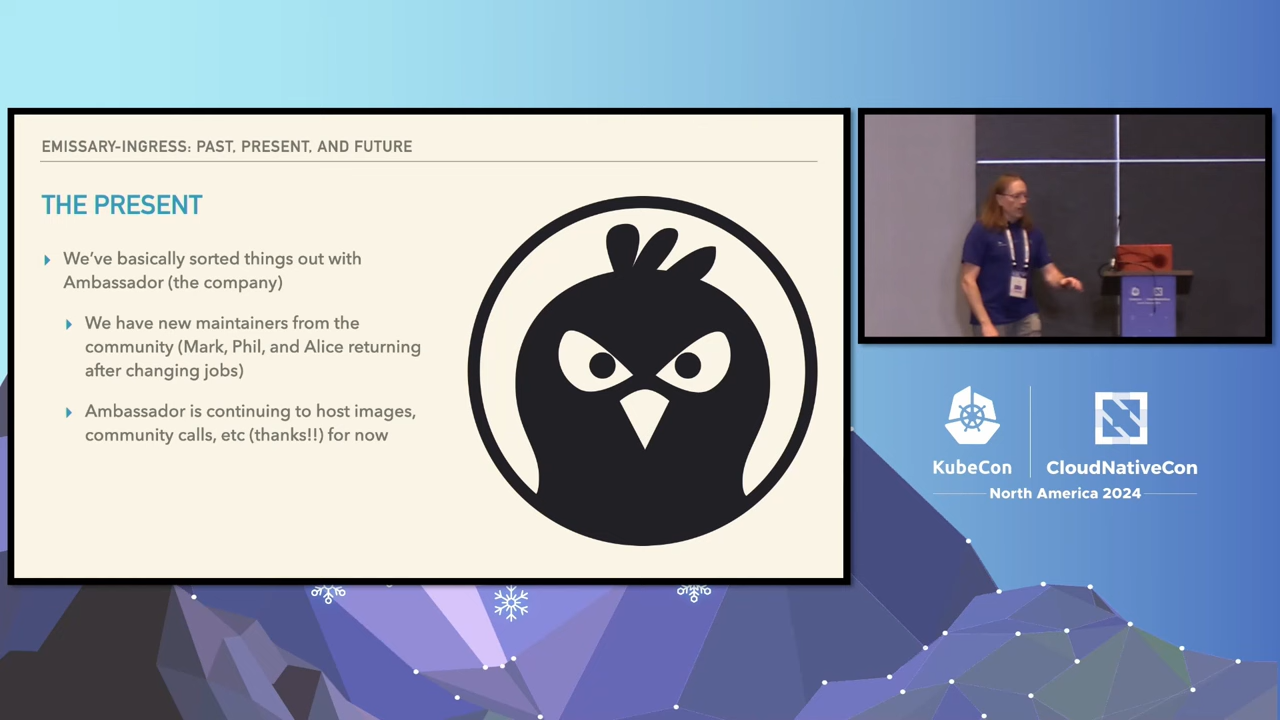 EMISSARY-INGRESS: PAST, PRESENT, AND FUTURE
THE PRESENT
We’ve basically sorted things out with
Ambassador (the company)
We have new maintainers from the
community (Mark, Phil, and Alice returning
after changing jobs)
Ambassador is continuing to host images,
community calls, etc (thanks!!) for now
KubeCon
CloudNativeCon
North America 2024